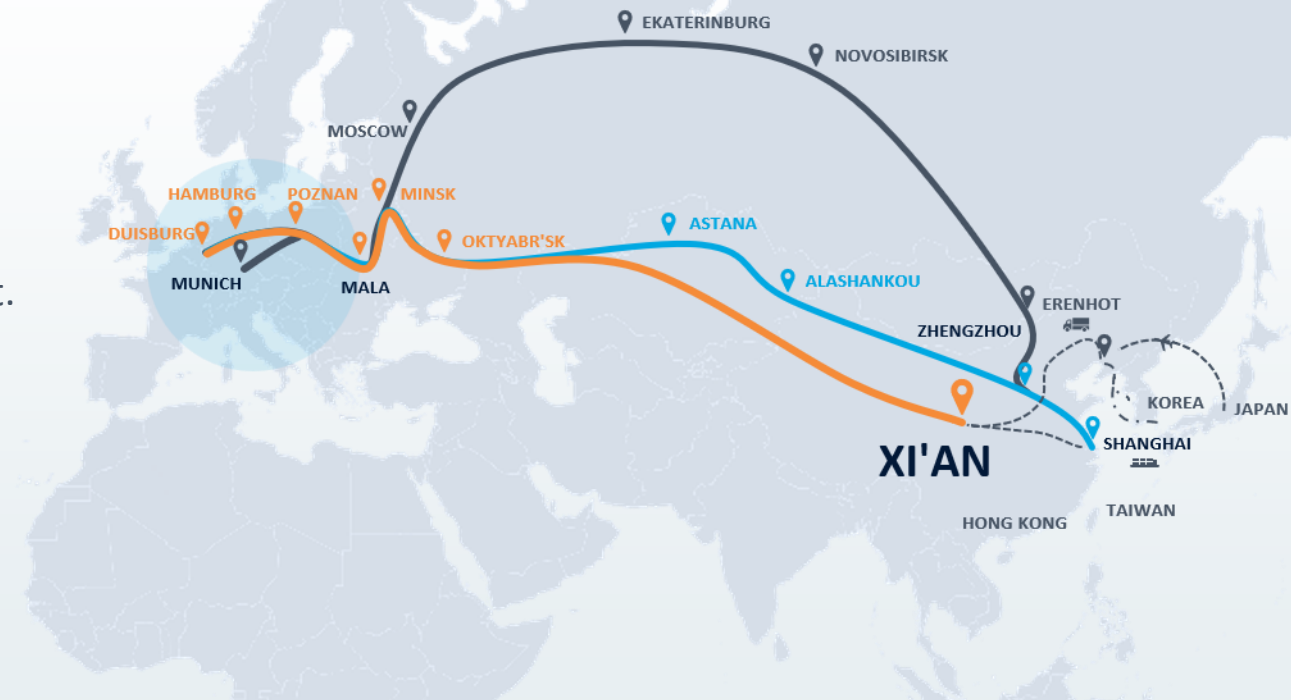 EKATERINBURG
NOVOSIBIRSK
MOSCOW
HAMBURG
POZNAN
MINSK
DUISBURG
OKTYABR'SK
ASTANA
MUNICH
MALA
ALASHANKOU
t.
ERENHOT
ZHENGZHOU
KOREA
JAPAN
SHANGHAI
XI'AN
TAIWAN
HONG KONG